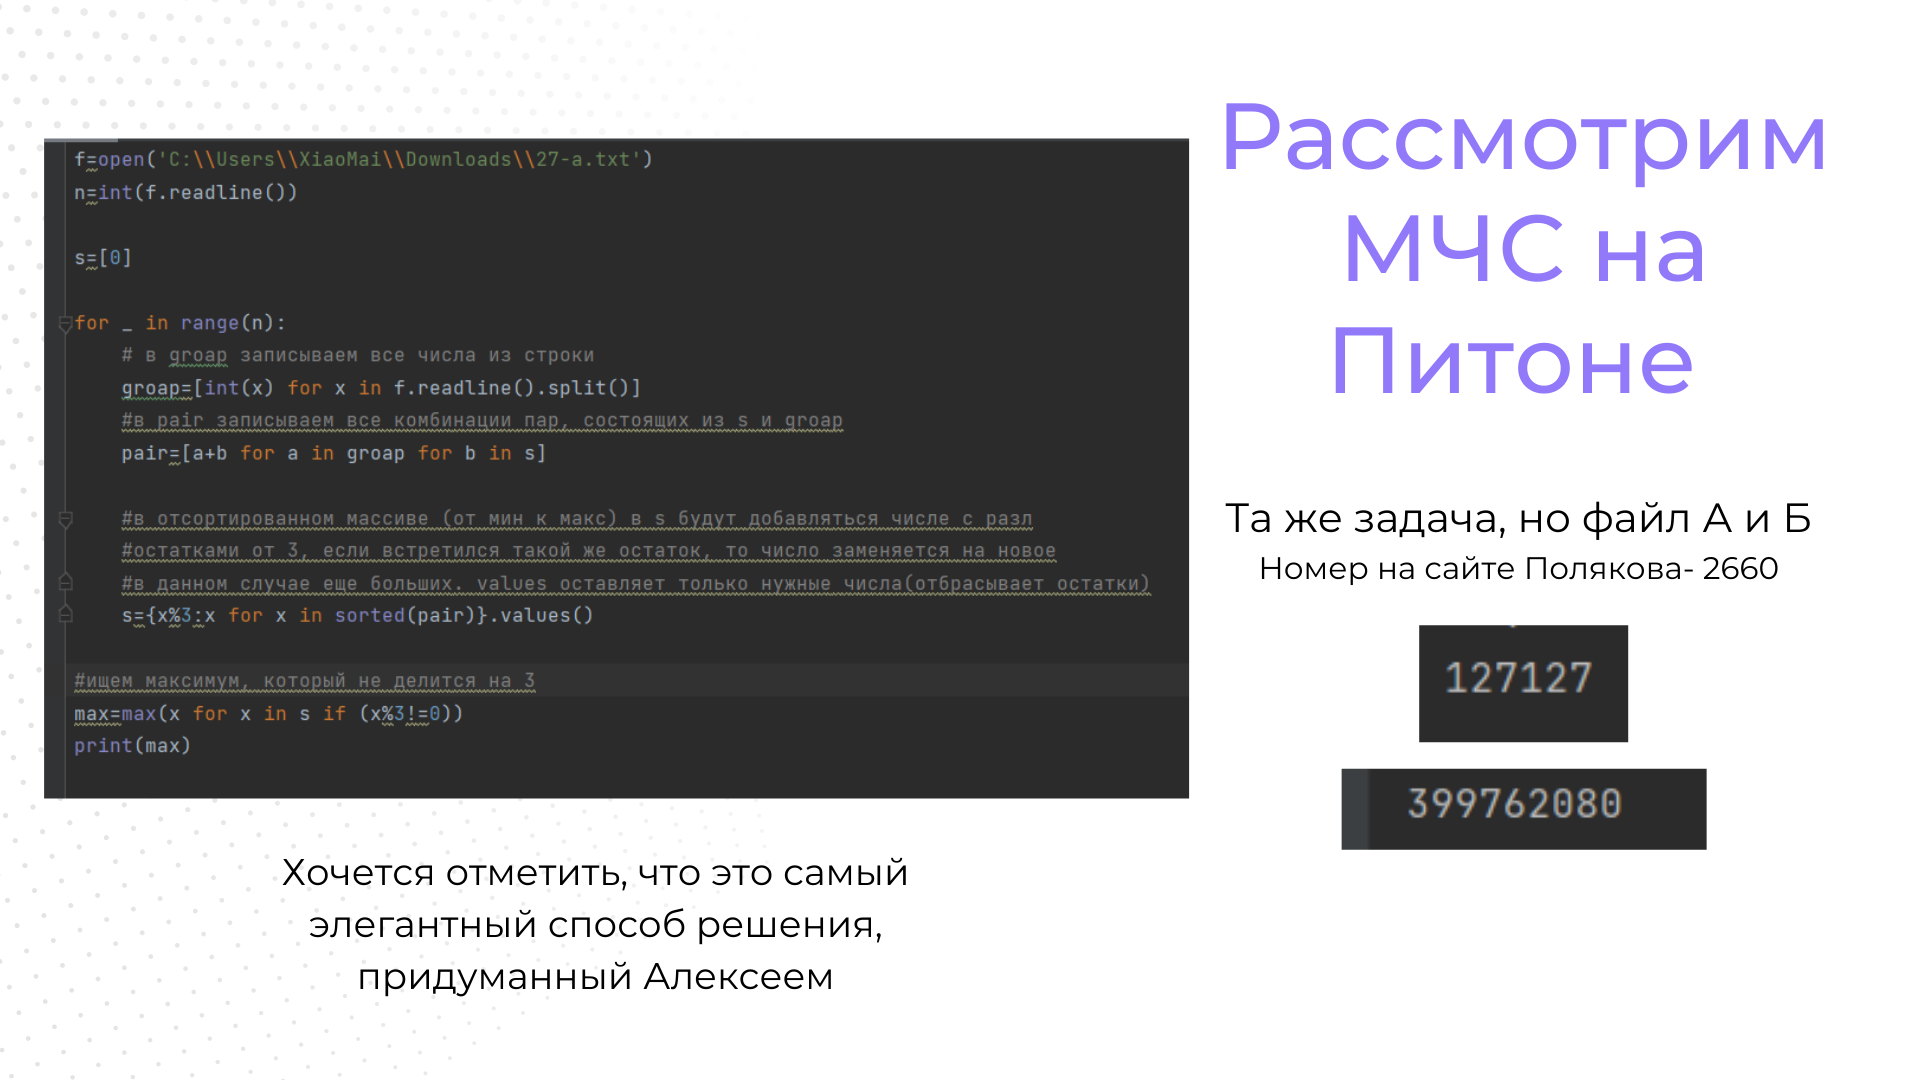 Рассмотрим
МЧС на
Питоне
f=open('C:\\Users\\XiaoMai\\Downloads\\27-a.txt')
n=int(f.readline())
s=[0]
for _ in range(n):
# в groap записываем все числа из строки
groap=[int(x) for x in f.readline().split()]
#в pair записываем все комбинации пар, состоящих из s и groap
pair=[a+b for a in groap for b in s]
#в отсортированном массиве (от мин к макс) в s будут добавляться числе с разл
#остатками от 3, если встретился такой же остаток, то число заменяется на новое
#в данном случае еще больших. values оставляет только нужные числа(отбрасывает остатки)
s={x%3:x for x in sorted(pair)}.values()
#ищем максимум, который не делится на 3
max=max(x for x in s if (x%3!=0))
print(max)
Та же задача, но файл А и Б
Номер на сайте Полякова- 2660
127127
399762080
Хочется отметить, что это самый
элегантный способ решения,
придуманный Алексеем